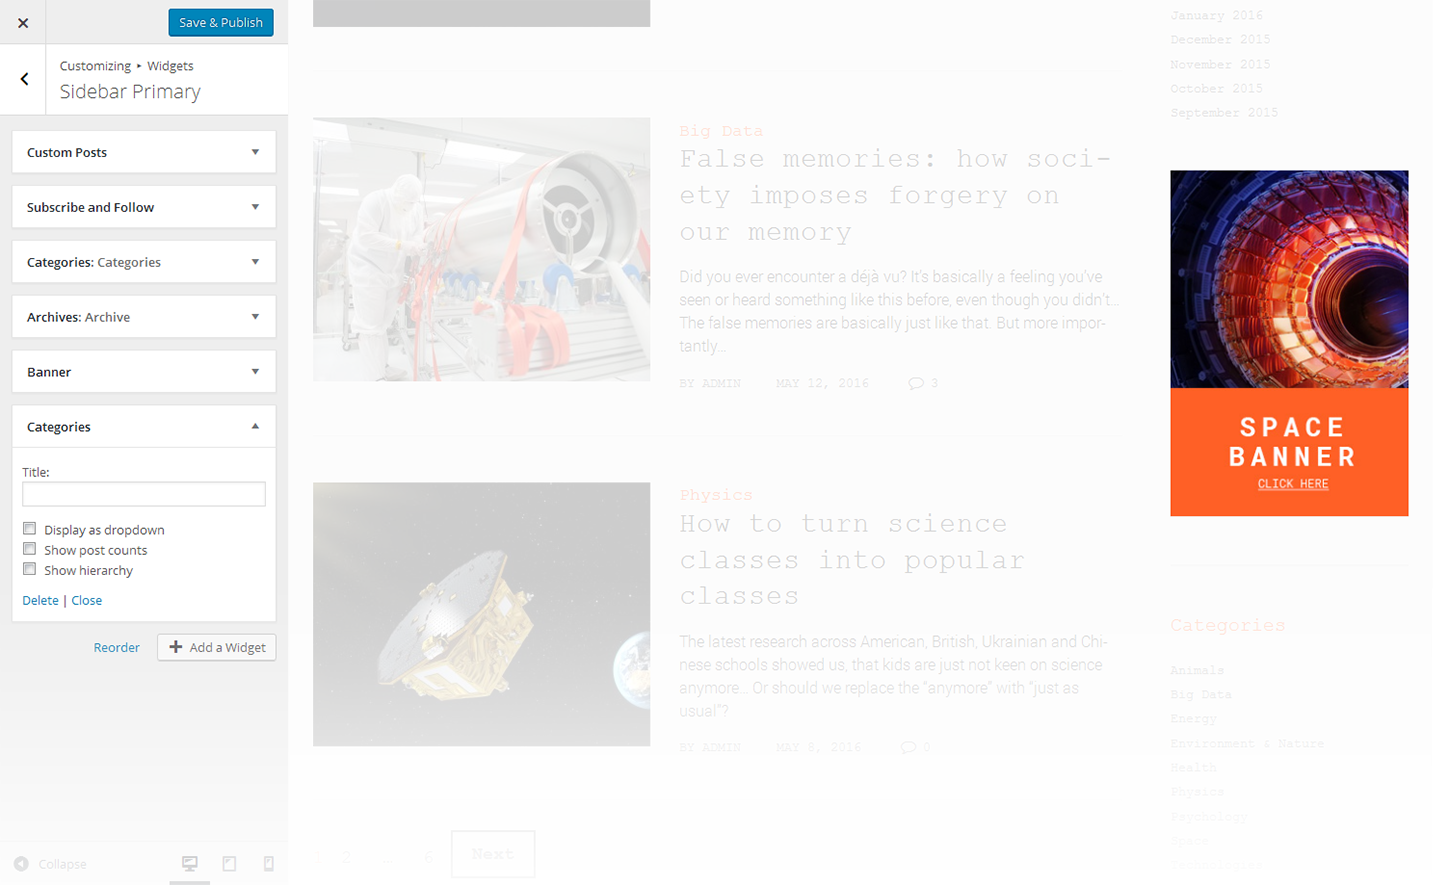 Save & Publish
Customizing ▸ Widgets
Sidebar Primary
Custom Posts
Subscribe and Follow
Categories: Categories
Archives: Archive
Banner
Categories
Title:
Display as dropdown
Show post counts
Show hierarchy
Delete | Close
Reorder
Add a Widget
Collapse
Big Data
False memories: how soci-
ety imposes forgery on
our memory
Did you ever encounter a déjà vu? It's basically a feeling you've
seen or heard something like this before, even though you didn't...
The false memories are basically just like that. But more impor-
tantly...
BY ADMIN MAY 12, 2016 3
Physics
How to turn science
classes into popular
classes
The latest research across American, British, Ukrainian and Chi-
nese schools showed us, that kids are just not keen on science
anymore... Or should we replace the "anymore" with "just as
usual"?
BY ADMIN MAY 8, 2016 0
2 … 6 Next
January 2016
December 2015
November 2015
October 2015
September 2015
SPACE
BANNER
CLICK HERE
Categories
Animals
Big Data
Energy
Environment & Nature
Health
Physics
Psychology
Space